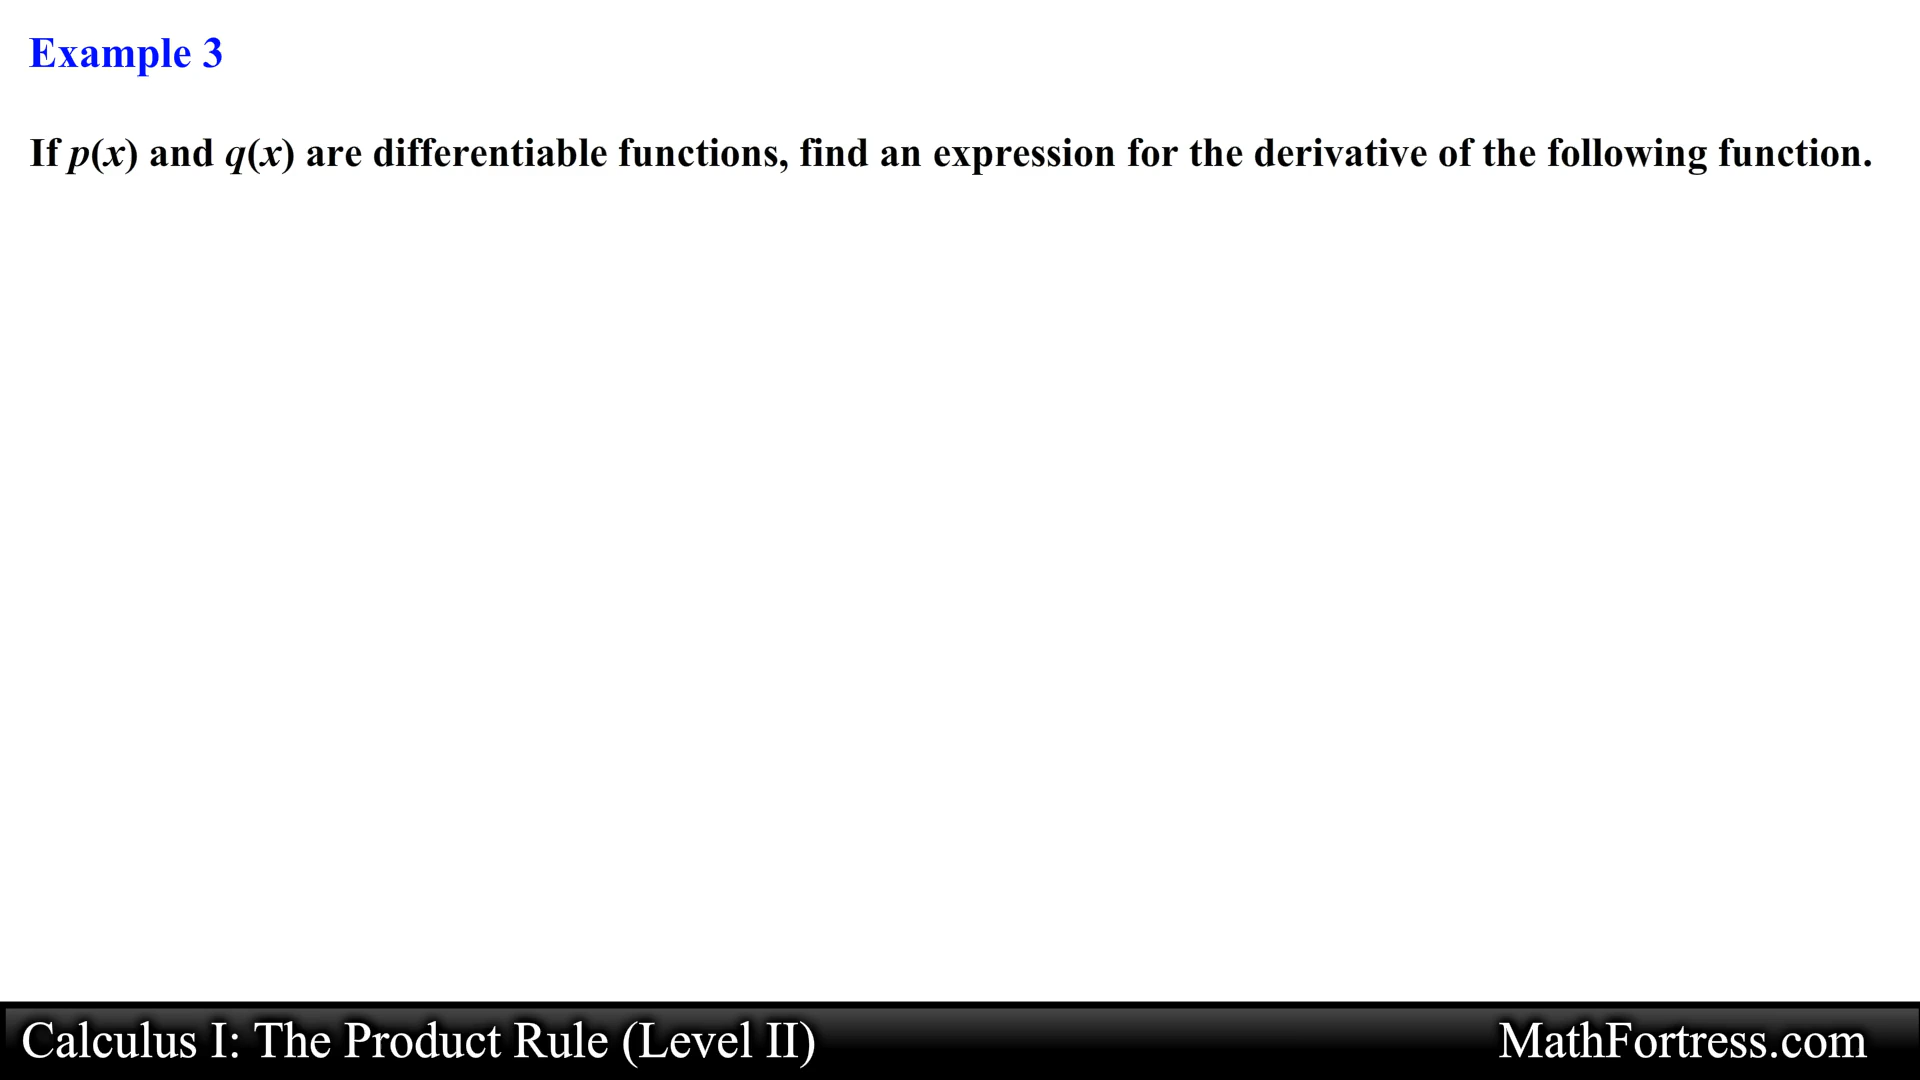 Example 3
If p(x) and q(x) are differentiable functions, find an expression for the derivative of the following function.
Calculus I: The Product Rule (Level II)
MathFortress.com